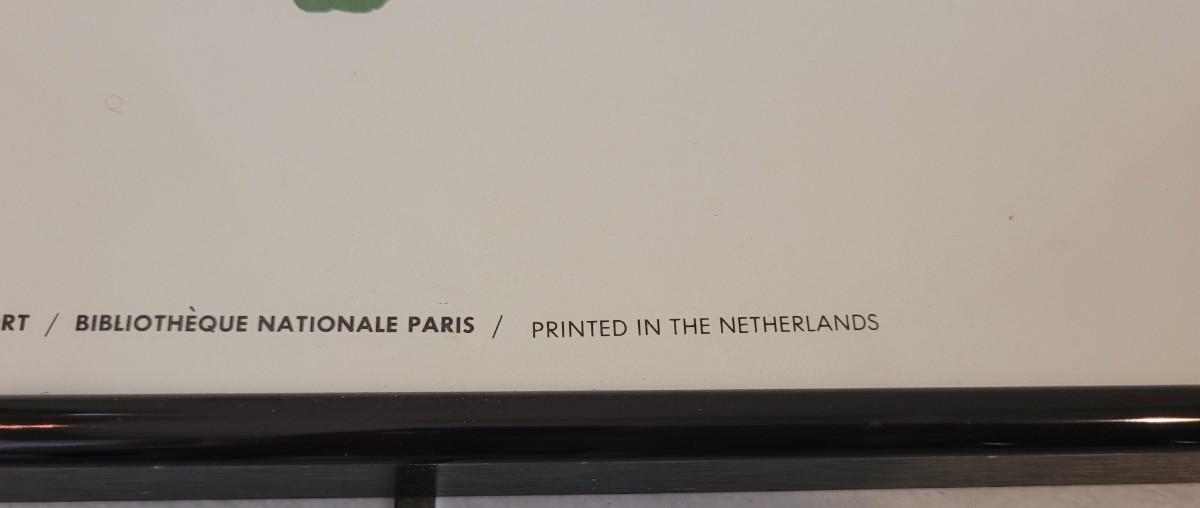 RT / BIBLIOTHÈQUE NATIONALE PARIS / PRINTED IN THE NETHERLANDS